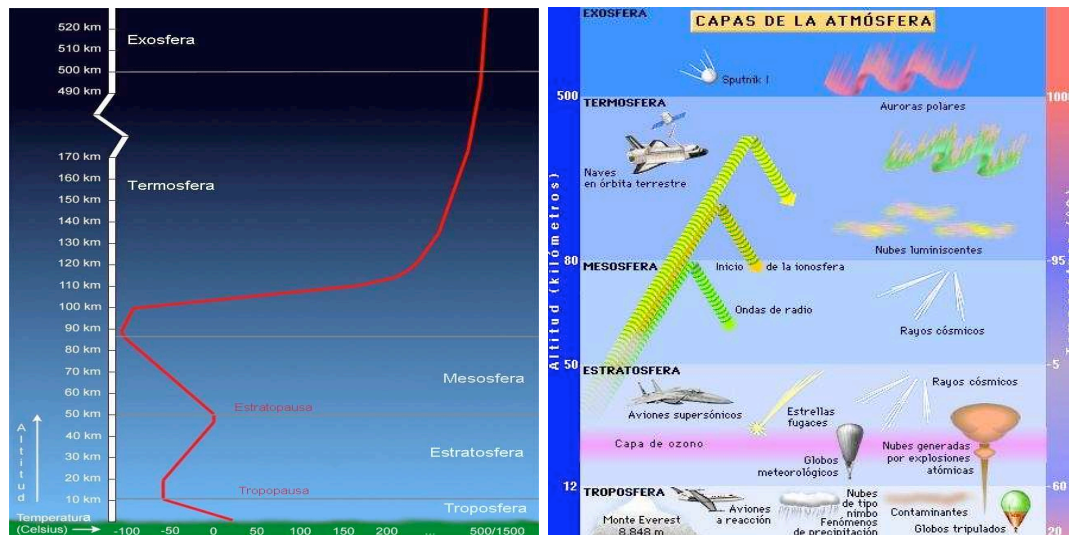 520 km
510 km
Exosfera
500 km
490 km
170 km
160 km
Termosfera
150 km
140 km
130 km
120 km
110 km
100 km
90 km
80 km
70 km
Mesosfera
60 km
Estratopausa
50 km
40 km
30 km
Estratosfera
20 km
Tropopausa
10 km
Troposfera
Altitud
Temperatura
(Celsius)
-100
-50
0
50
100
200
...
500/1500
EXOSFERA
CAPAS DE LA ATMÓSFERA
Sputnik I
Auroras polares
500
100
TERMOSFERA
Naves
en órbita terrestre
Nubes luminiscentes
80
-95
MESOSFERA
Inicio de la ionosfera
Ondas de radio
Rayos cósmicos
Altitud (kilómetros)
50
-5
ESTRATOSFERA
Rayos cósmicos
Aviones supersónicos
Estrellas
fugaces
Capa de ozono
Globos
meteorológicos
Nubes generadas
por explosiones
atómicas
12
-60
TROPOSFERA
Aviones
a reacción
Nubes
de tipo
nimbo
Fenómenos
de precipitación
Contaminantes
Monte Everest
8.848 m
Globos tripulados
20